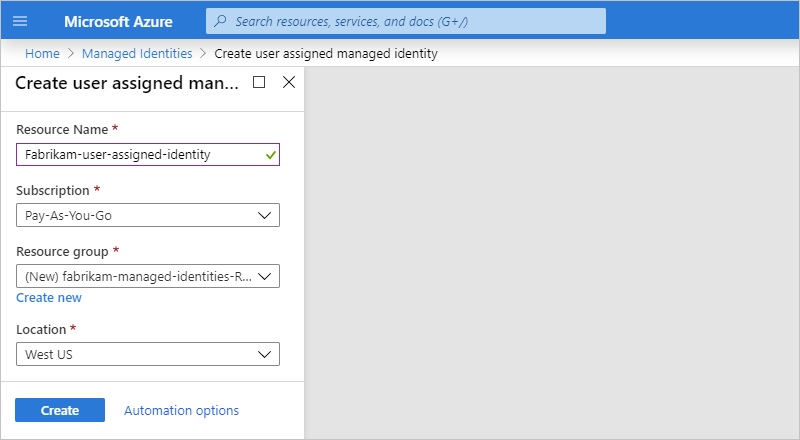 Microsoft Azure
Search resources, services, and docs (G+/)
Home > Managed Identities > Create user assigned managed identity
Create user assigned man...
Resource Name *
Fabrikam-user-assigned-identity
Subscription *
Pay-As-You-Go
Resource group *
(New) fabrikam-managed-identities-R...
Create new
Location *
West US
Create Automation options